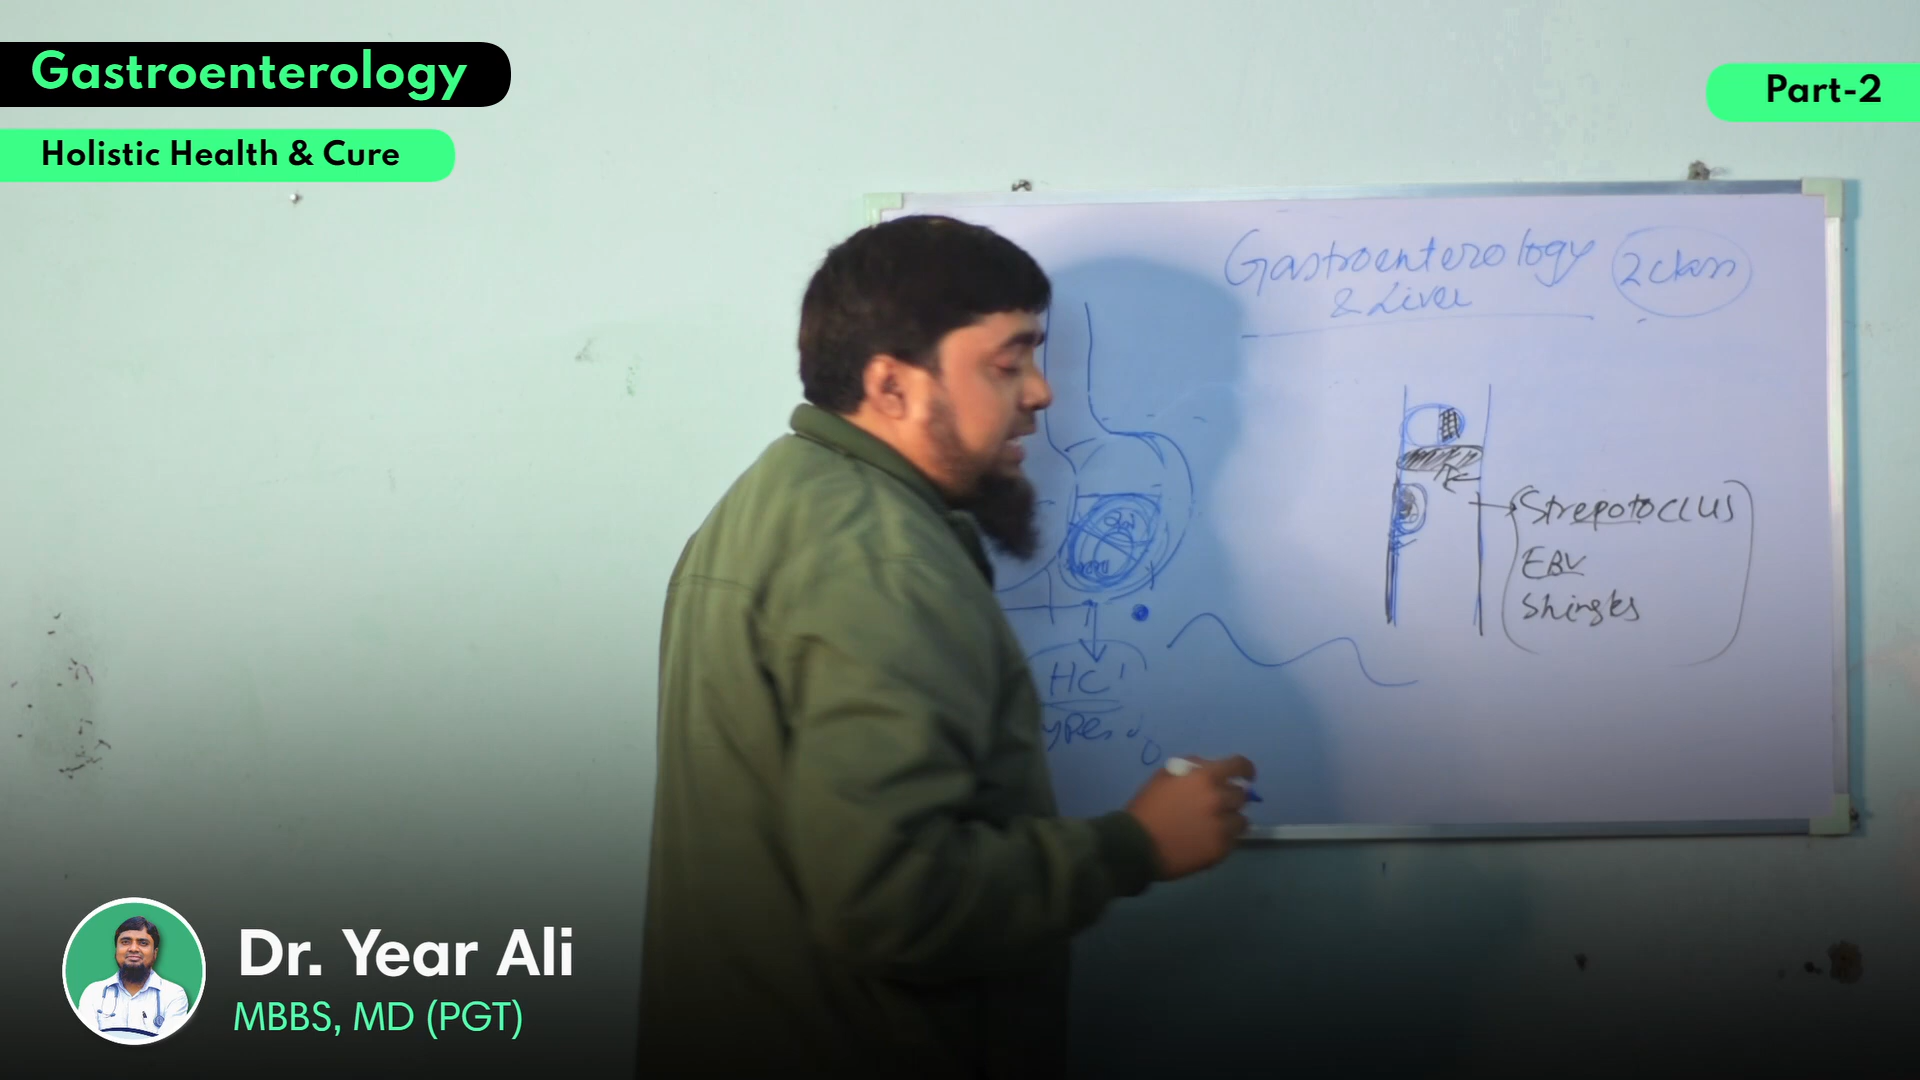 Gastroenterology
Holistic Health & Cure
Part-2
Gastroenterology 2 class
& Liver
Strepotoccus
EBV
Shingles
HCl
ypes
Dr. Year Ali
MBBS, MD (PGT)